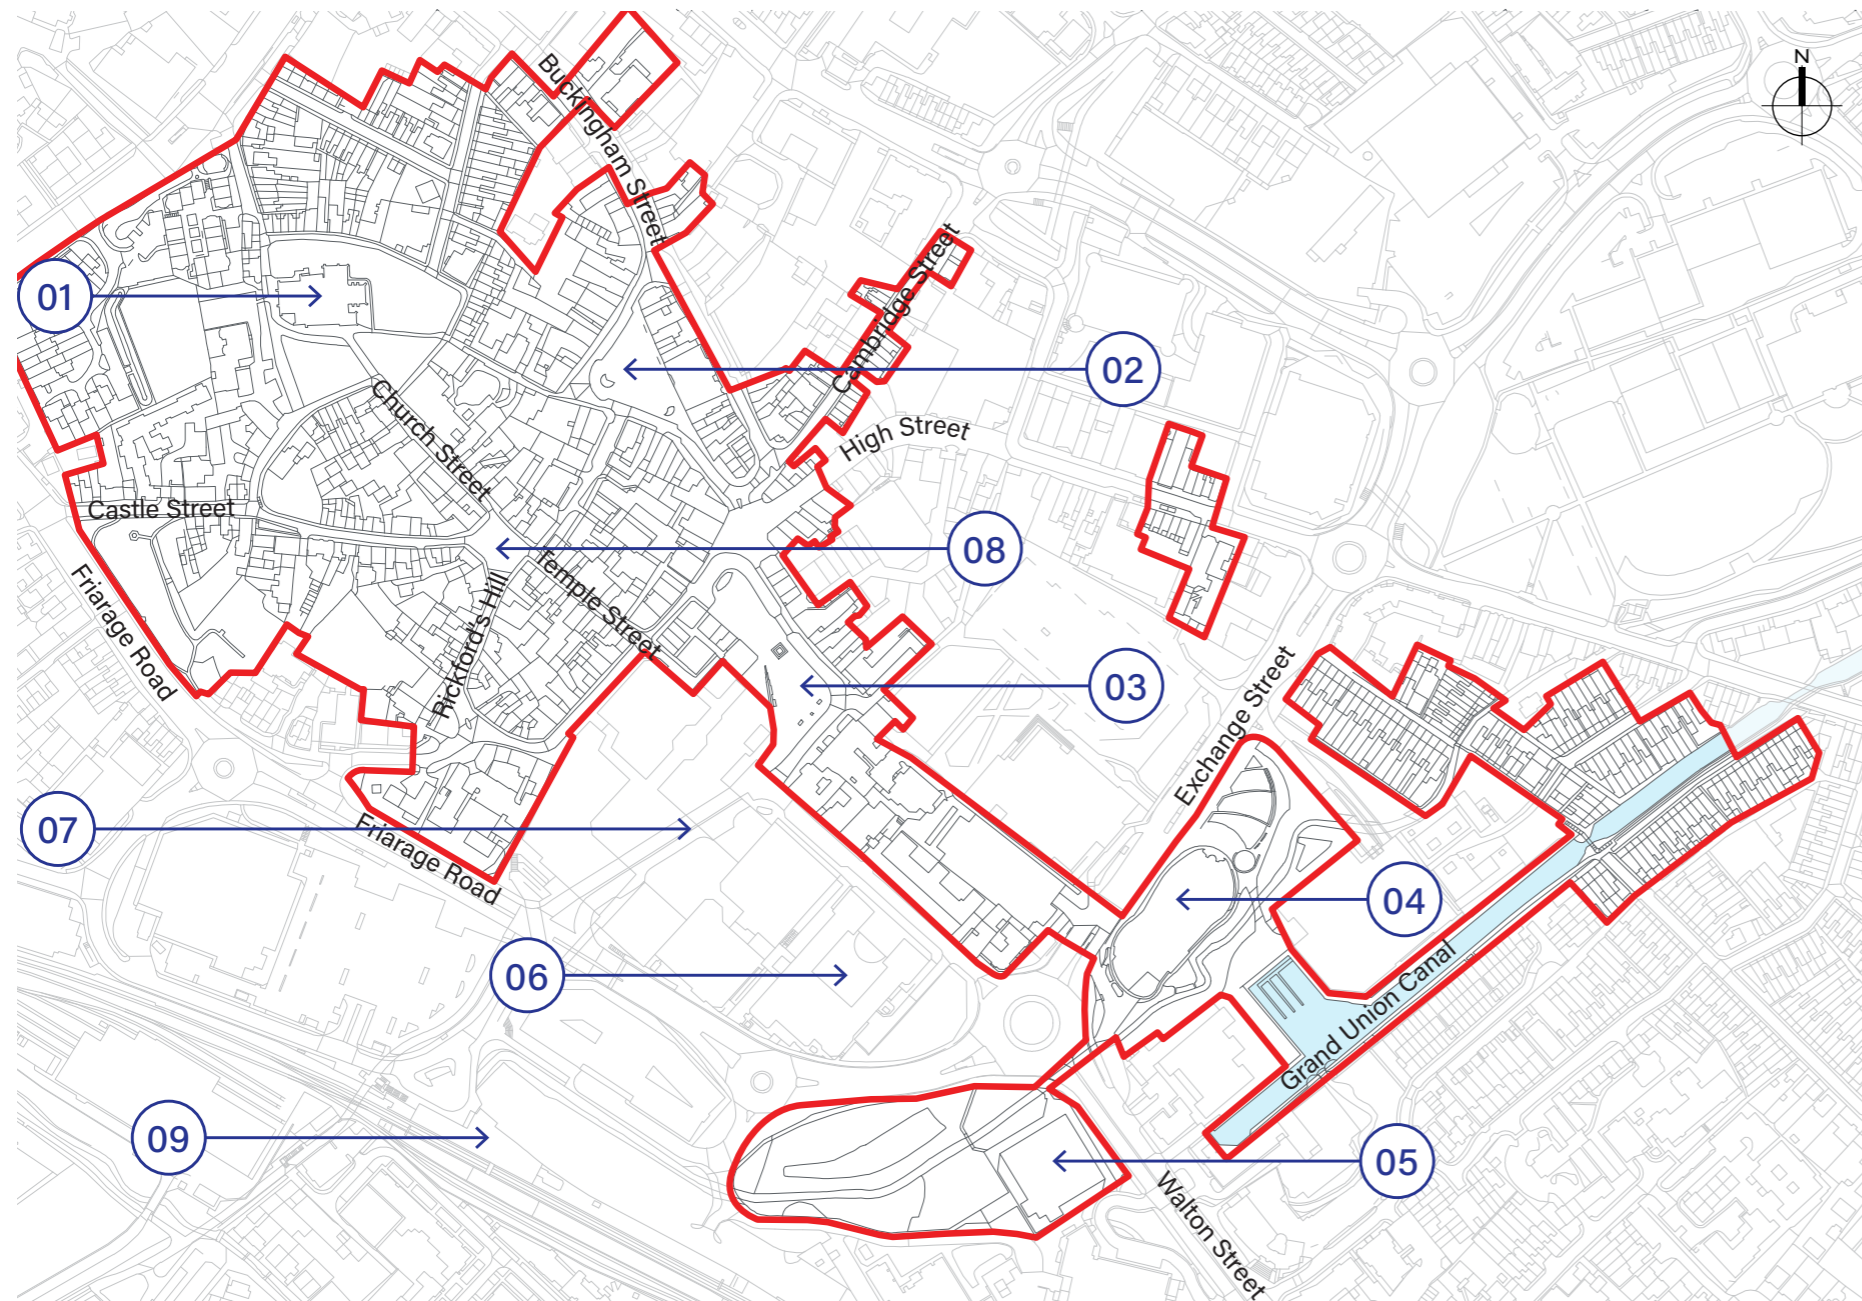 N
Buckingham Street
01
Cambridge Street
02
Church Street
High Street
Castle Street
08
Temple Street
Friarage Road
Rickford's Hill
03
Exchange Street
07
Friarage Road
04
06
Grand Union Canal
09
05
Walton Street